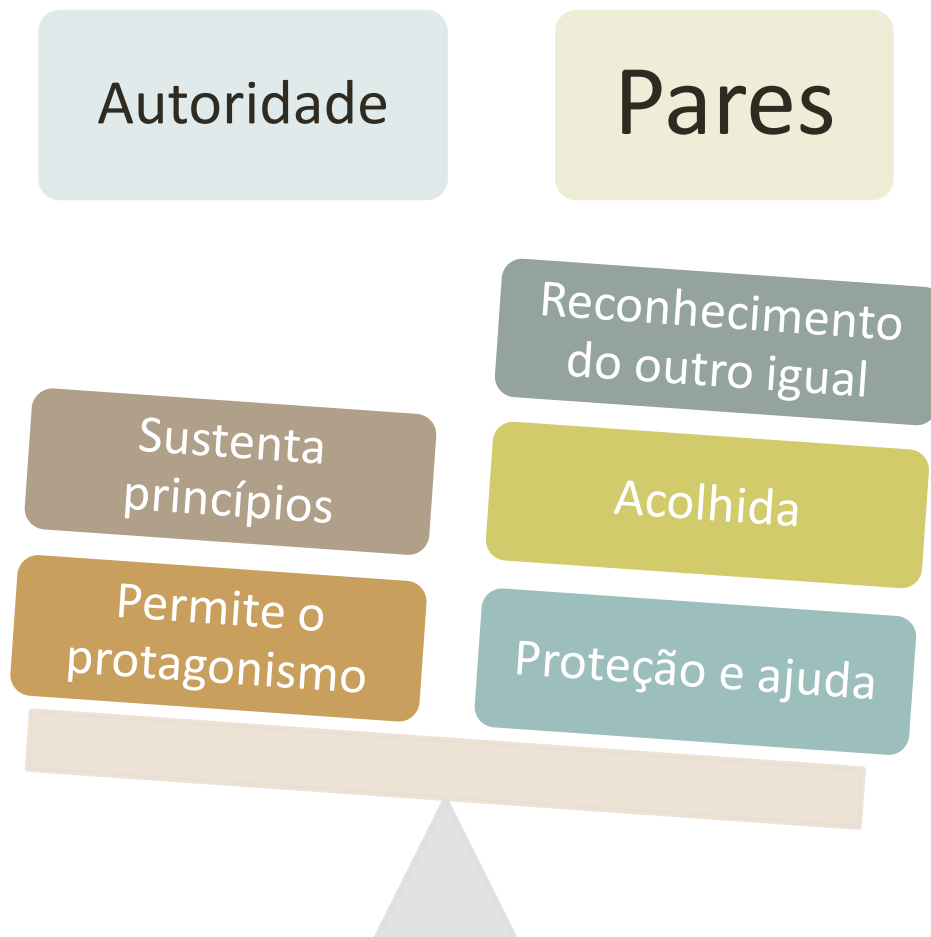 Autoridade
Pares
Reconhecimento
do outro igual
Sustenta
princípios
Acolhida
Permite o
protagonismo
Proteção e ajuda